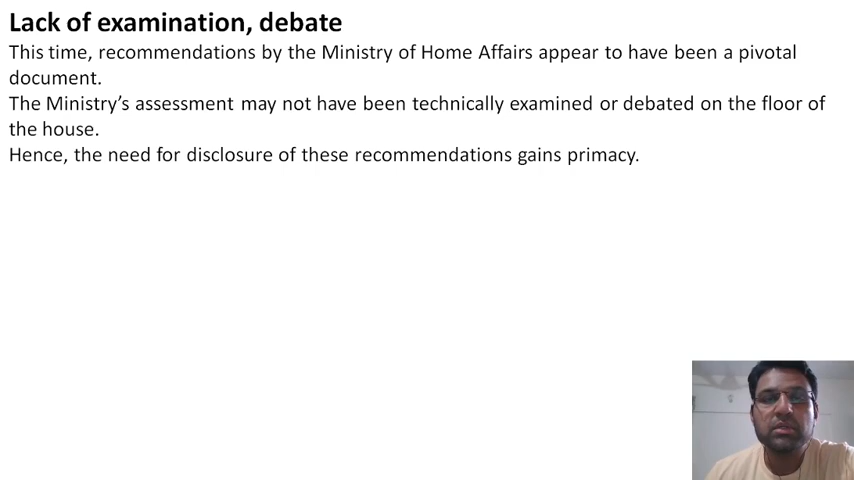 Lack of examination, debate
This time, recommendations by the Ministry of Home Affairs appear to have been a pivotal
document.
The Ministry’s assessment may not have been technically examined or debated on the floor of
the house.
Hence, the need for disclosure of these recommendations gains primacy.